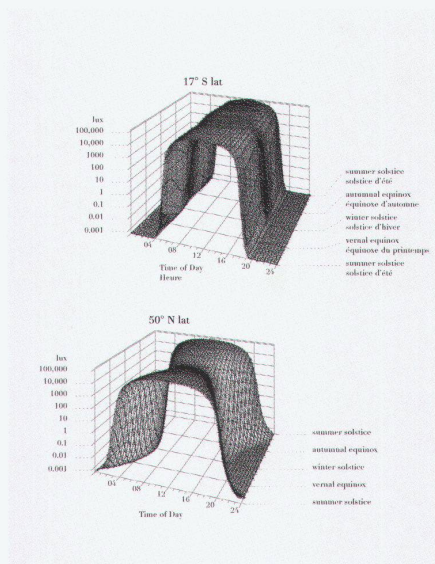 17° S lat
lux
100,000
10,000
1000
100
10
1
0.1
0.01
0.001
04
08
12
16
20
24
Time of Day
Heure
summer solstice
solstice d'été
autumnal equinox
équinoxe d'automne
winter solstice
solstice d'hiver
vernal equinox
équinoxe du printemps
summer solstice
solstice d'été
50° N lat
lux
100,000
10,000
1000
100
10
1
0.1
0.01
0.001
04
08
12
16
20
24
Time of Day
summer solstice
autumnal equinox
winter solstice
vernal equinox
summer solstice